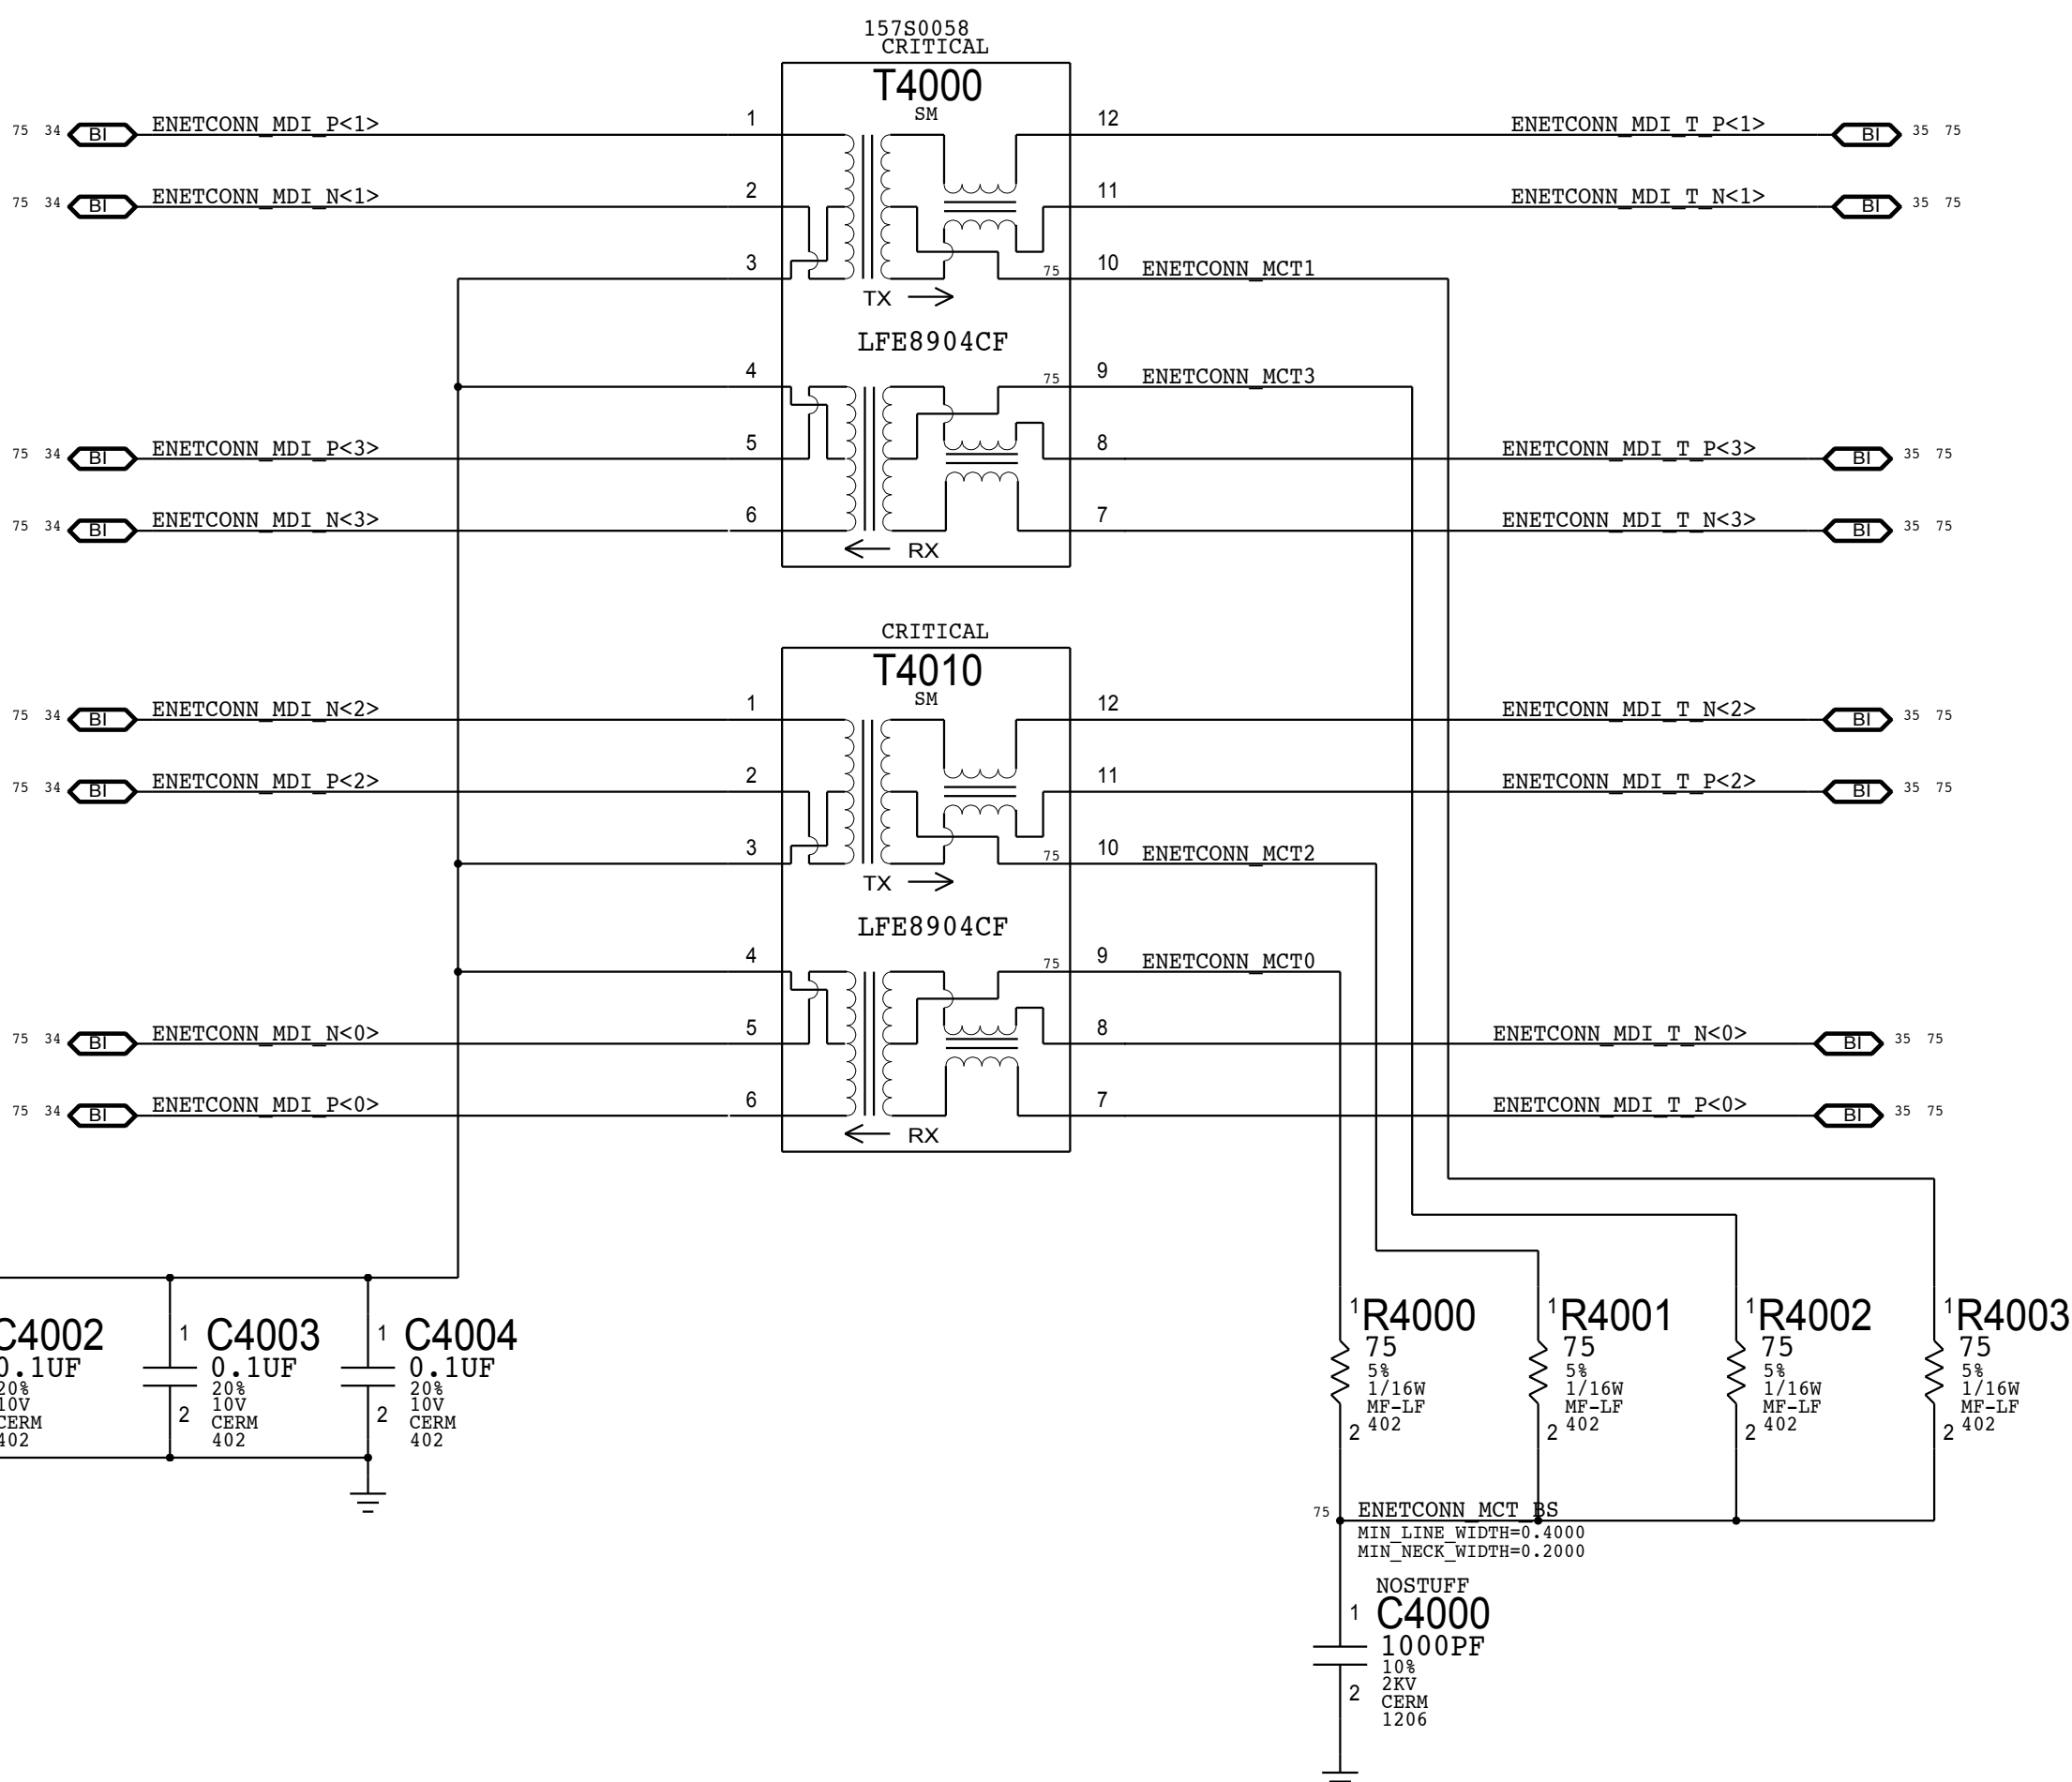 157S0058
CRITICAL
T4000
SM
75 34 BI ENETCONN_MDI_P<1> 1 12 ENETCONN_MDI_T_P<1> BI 35 75
75 34 BI ENETCONN_MDI_N<1> 2 11 ENETCONN_MDI_T_N<1> BI 35 75
3 75 10 ENETCONN_MCT1
TX
LFE8904CF
4 75 9 ENETCONN_MCT3
75 34 BI ENETCONN_MDI_P<3> 5 8 ENETCONN_MDI_T_P<3> BI 35 75
75 34 BI ENETCONN_MDI_N<3> 6 7 ENETCONN_MDI_T_N<3> BI 35 75
RX
CRITICAL
T4010
SM
75 34 BI ENETCONN_MDI_N<2> 1 12 ENETCONN_MDI_T_N<2> BI 35 75
75 34 BI ENETCONN_MDI_P<2> 2 11 ENETCONN_MDI_T_P<2> BI 35 75
3 75 10 ENETCONN_MCT2
TX
LFE8904CF
4 75 9 ENETCONN_MCT0
75 34 BI ENETCONN_MDI_N<0> 5 8 ENETCONN_MDI_T_N<0> BI 35 75
75 34 BI ENETCONN_MDI_P<0> 6 7 ENETCONN_MDI_T_P<0> BI 35 75
RX
C4002
0.1UF
20%
10V
CERM
402
1 C4003
0.1UF
20%
10V
2 CERM
402
1 C4004
0.1UF
20%
10V
2 CERM
402
1 R4000
75
5%
1/16W
MF-LF
2 402
1 R4001
75
5%
1/16W
MF-LF
2 402
1 R4002
75
5%
1/16W
MF-LF
2 402
1 R4003
75
5%
1/16W
MF-LF
2 402
75 ENETCONN_MCT_BS
MIN_LINE_WIDTH=0.4000
MIN_NECK_WIDTH=0.2000
NOSTUFF
1 C4000
1000PF
10%
2KV
2 CERM
1206